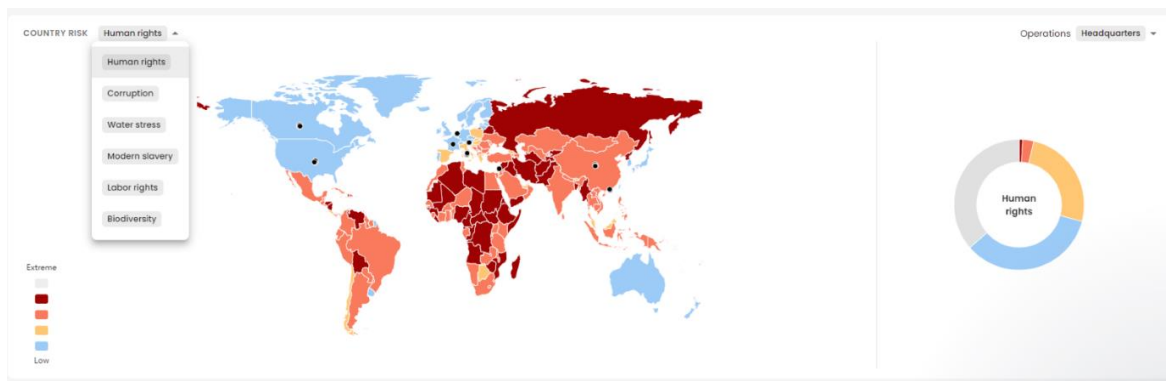 COUNTRY RISK Human rights
Operations Headquarters
Human rights
Corruption
Water stress
Modern slavery
Labor rights
Biodiversity
Extreme
Low
Human
rights